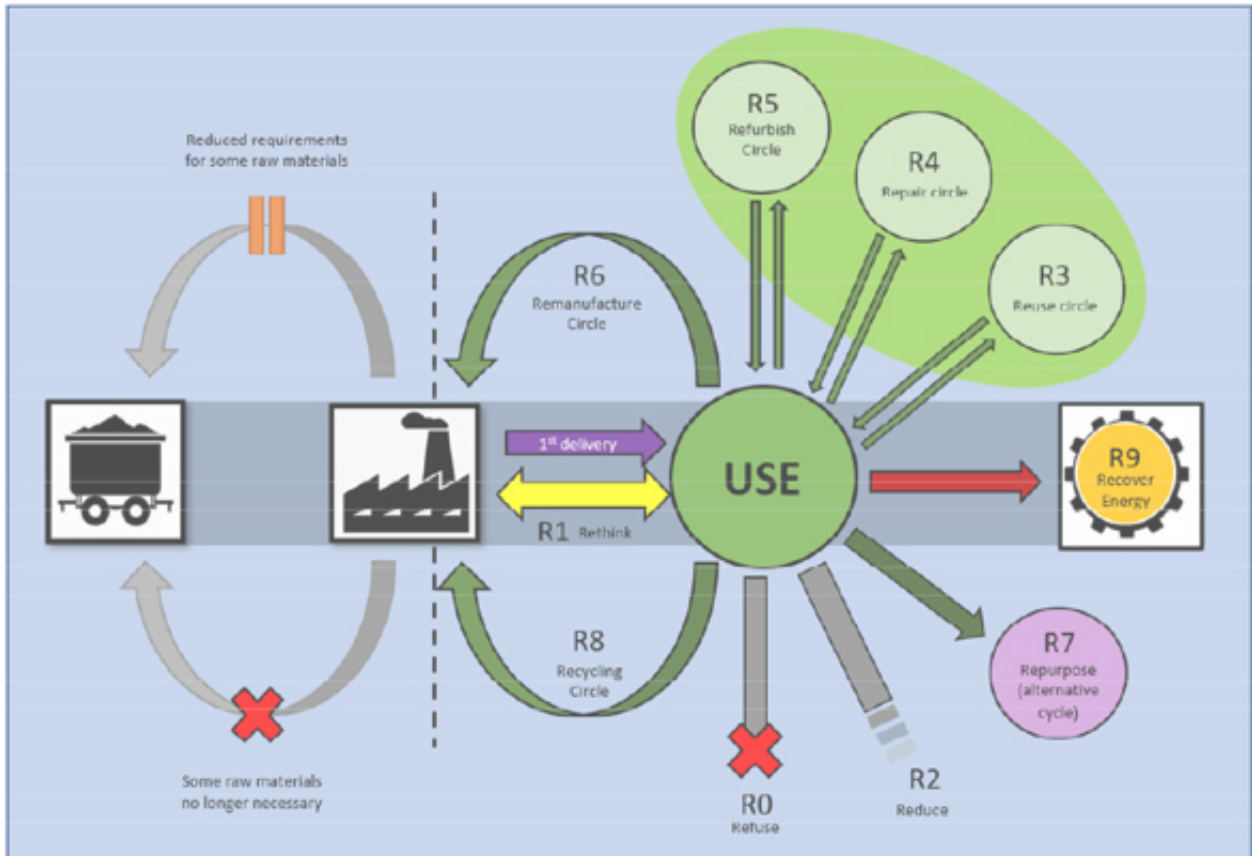 R5
Refurbish
Circle
R4
Repair circle
R3
Reuse circle
Reduced requirements
for some raw materials
R6
Remanufacture
Circle
1st delivery
R1 Rethink
USE
R9
Recover
Energy
R8
Recycling
Circle
R7
Repurpose
(alternative
cycle)
Some raw materials
no longer necessary
R0
Refuse
R2
Reduce